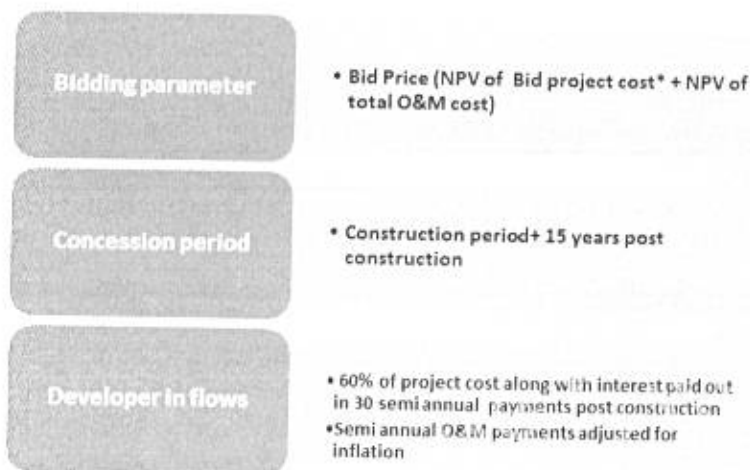 Bidding parameter
• Bid Price (NPV of Bid project cost* + NPV of
total O&M cost)
Concession period
• Construction period+ 15 years post
construction
Developer in flows
• 60% of project cost along with interest paid out
in 30 semi annual payments post construction
•Semi annual O&M payments adjusted for
inflation